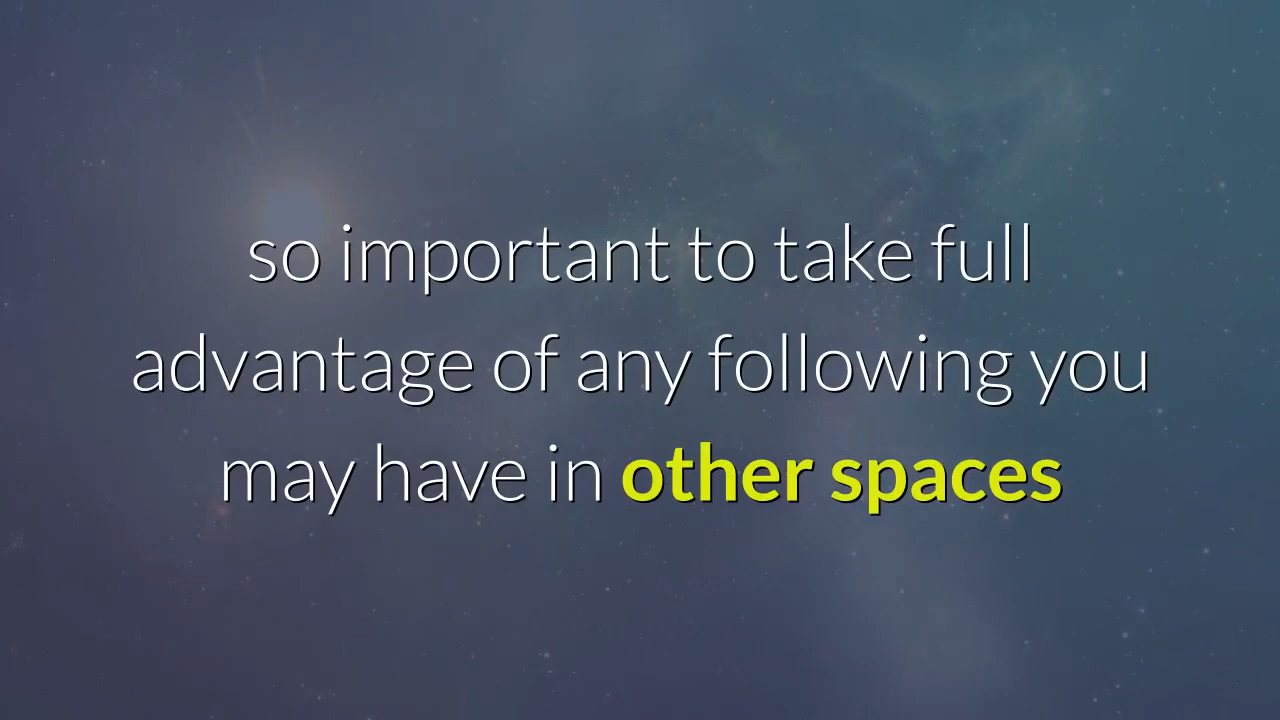 so important to take full
advantage of any following you
may have in other spaces